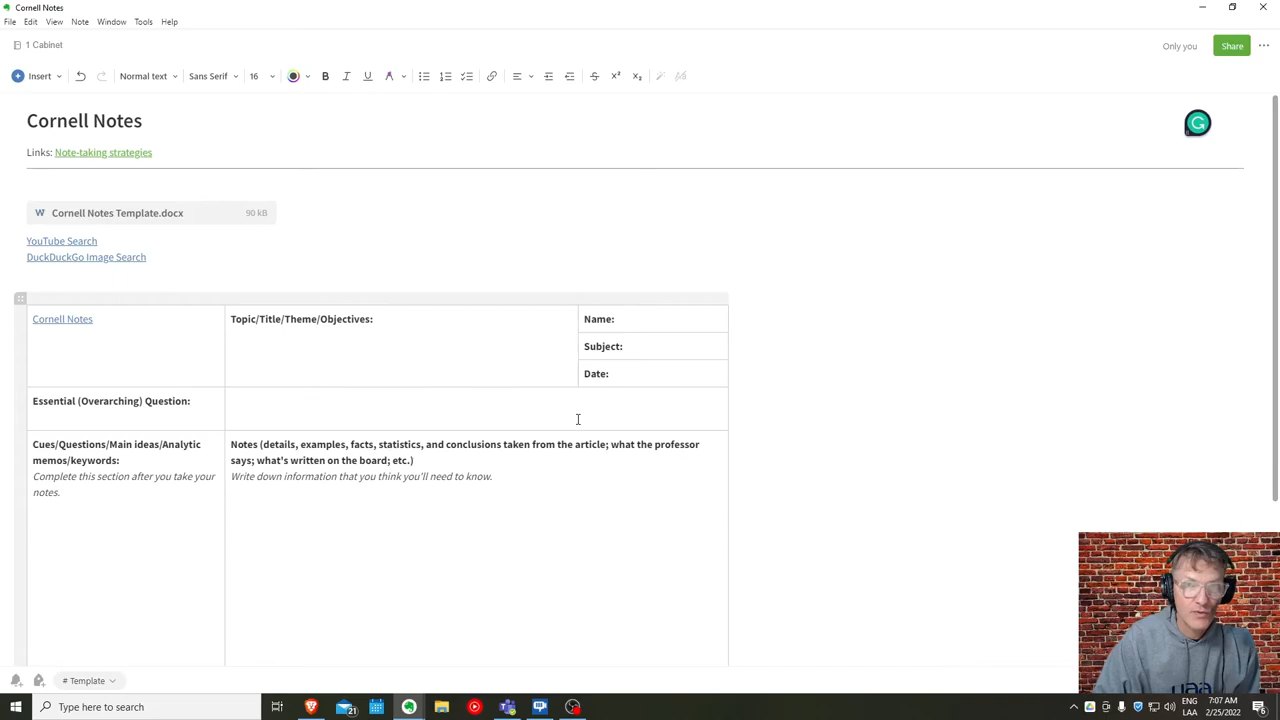 Cornell Notes
File Edit View Note Window Tools Help
1 Cabinet
Only you
Share
Insert
Normal text
Sans Serif
16
B I U A
Cornell Notes
Links: Note-taking strategies
Cornell Notes Template.docx 90 kB
YouTube Search
DuckDuckGo Image Search
Cornell Notes
Topic/Title/Theme/Objectives:
Name:
Subject:
Date:
Essential (Overarching) Question:
Cues/Questions/Main ideas/Analytic
memos/keywords:
Complete this section after you take your
notes.
Notes (details, examples, facts, statistics, and conclusions taken from the article; what the professor
says; what's written on the board; etc.)
Write down information that you think you'll need to know.
# Template
Type here to search
21
ENG
LAA
7:07 AM
2/25/2022
6